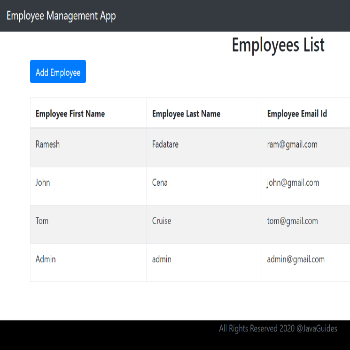 Employee Management App
Employees List
Add Employee
Employee First Name Employee Last Name Employee Email Id
Ramesh Fadatare ram@gmail.com
John Cena john@gmail.com
Tom Cruise tom@gmail.com
Admin admin admin@gmail.com
All Rights Reserved 2020 @JavaGuides